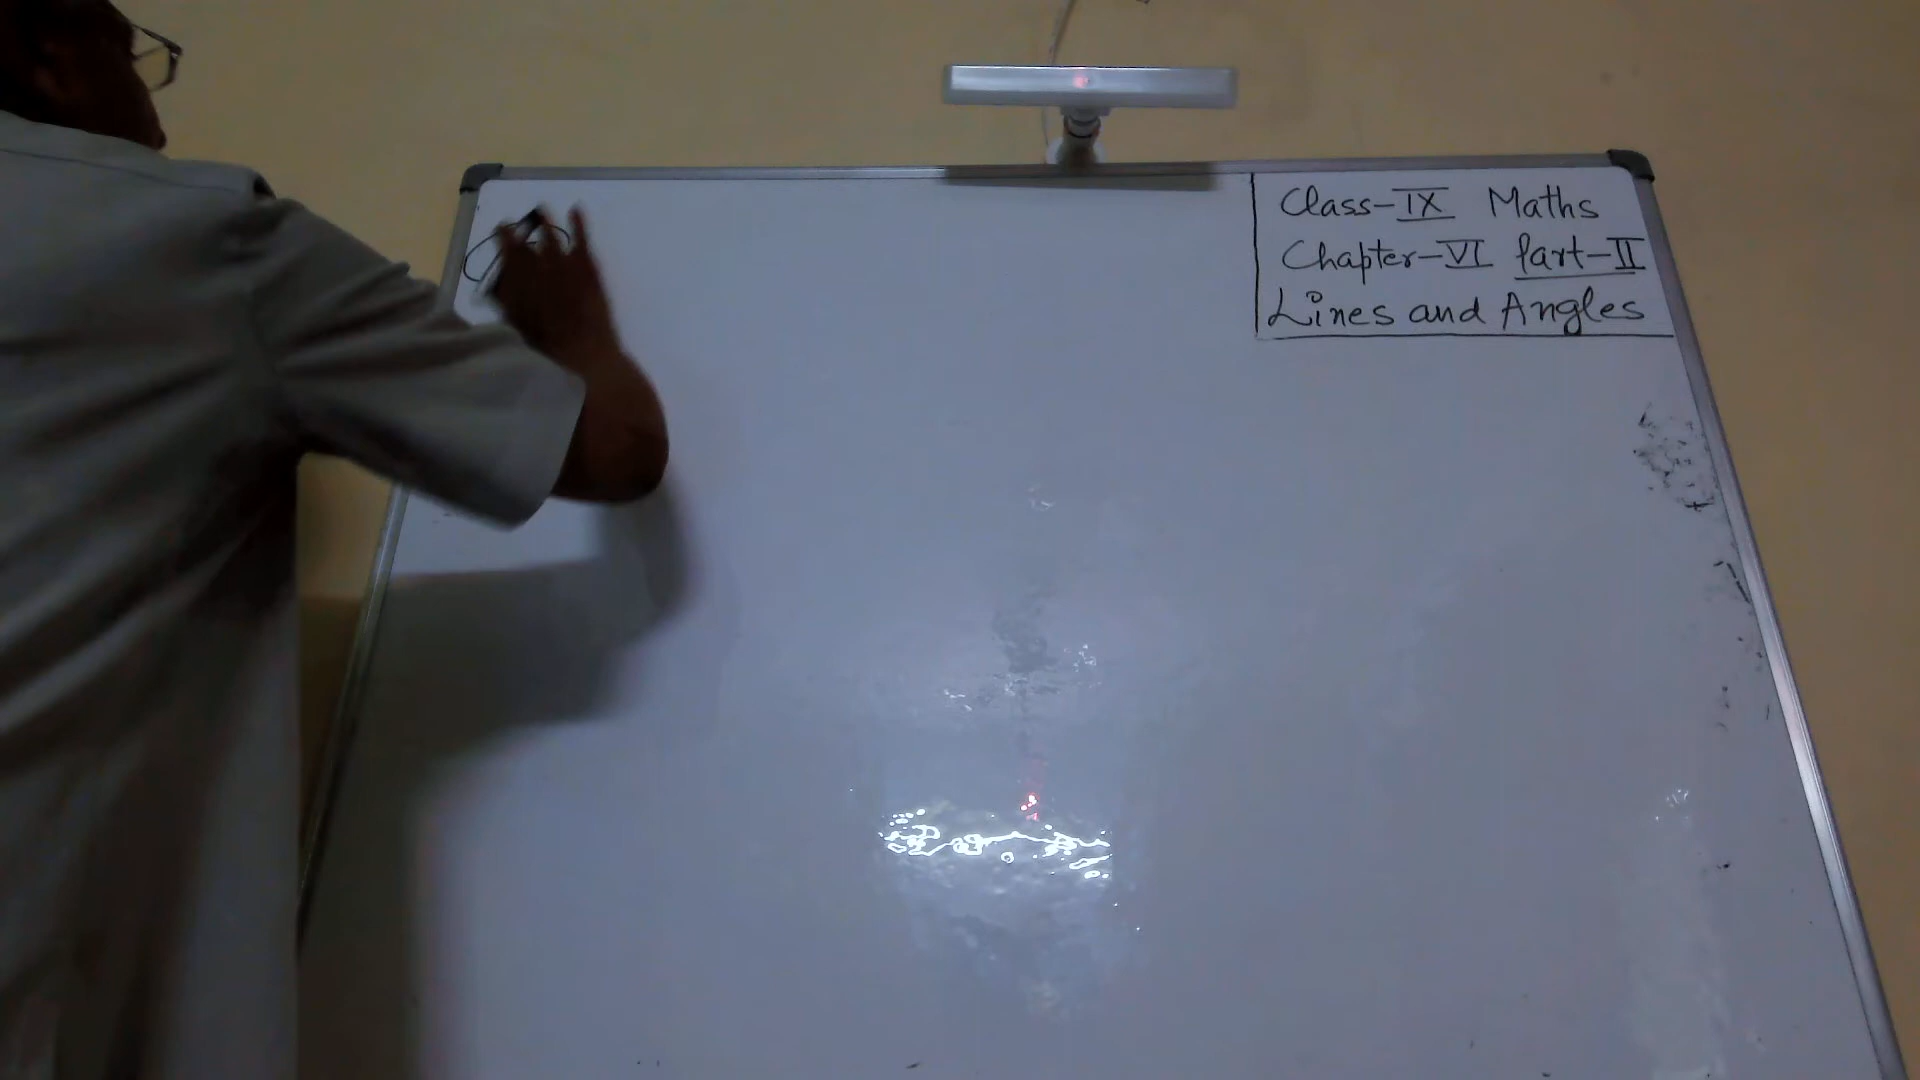 Class-IX Maths
Chapter-VI Part-II
Lines and Angles